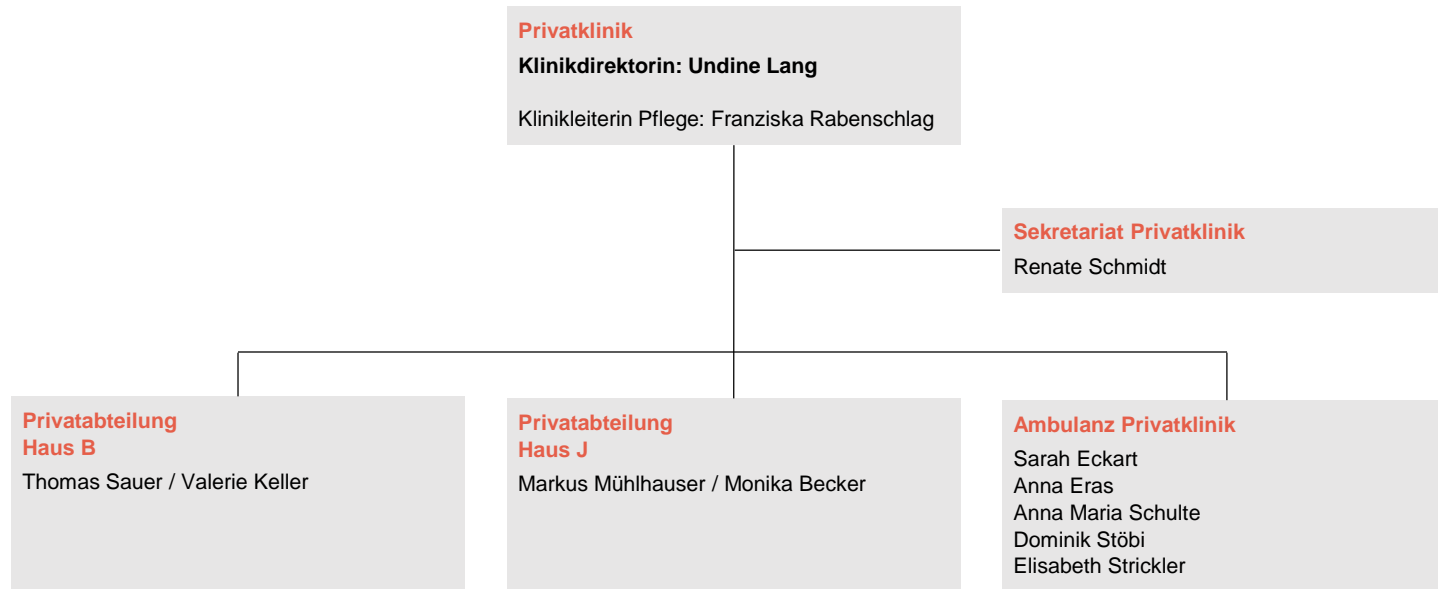 Privatklinik
Klinikdirektorin: Undine Lang
Klinikleiterin Pflege: Franziska Rabenschlag
Sekretariat Privatklinik
Renate Schmidt
Privatabteilung
Haus B
Thomas Sauer / Valerie Keller
Privatabteilung
Haus J
Markus Mühlhauser / Monika Becker
Ambulanz Privatklinik
Sarah Eckart
Anna Eras
Anna Maria Schulte
Dominik Stöbi
Elisabeth Strickler